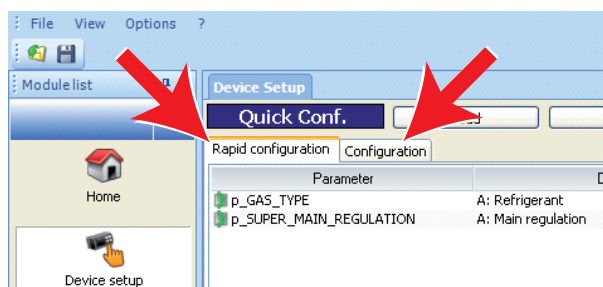 File View Options ?
Module list
Device Setup
Quick Conf.
Rapid configuration Configuration
Parameter
p_GAS_TYPE A: Refrigerant
p_SUPER_MAIN_REGULATION A: Main regulation
Home
Device setup